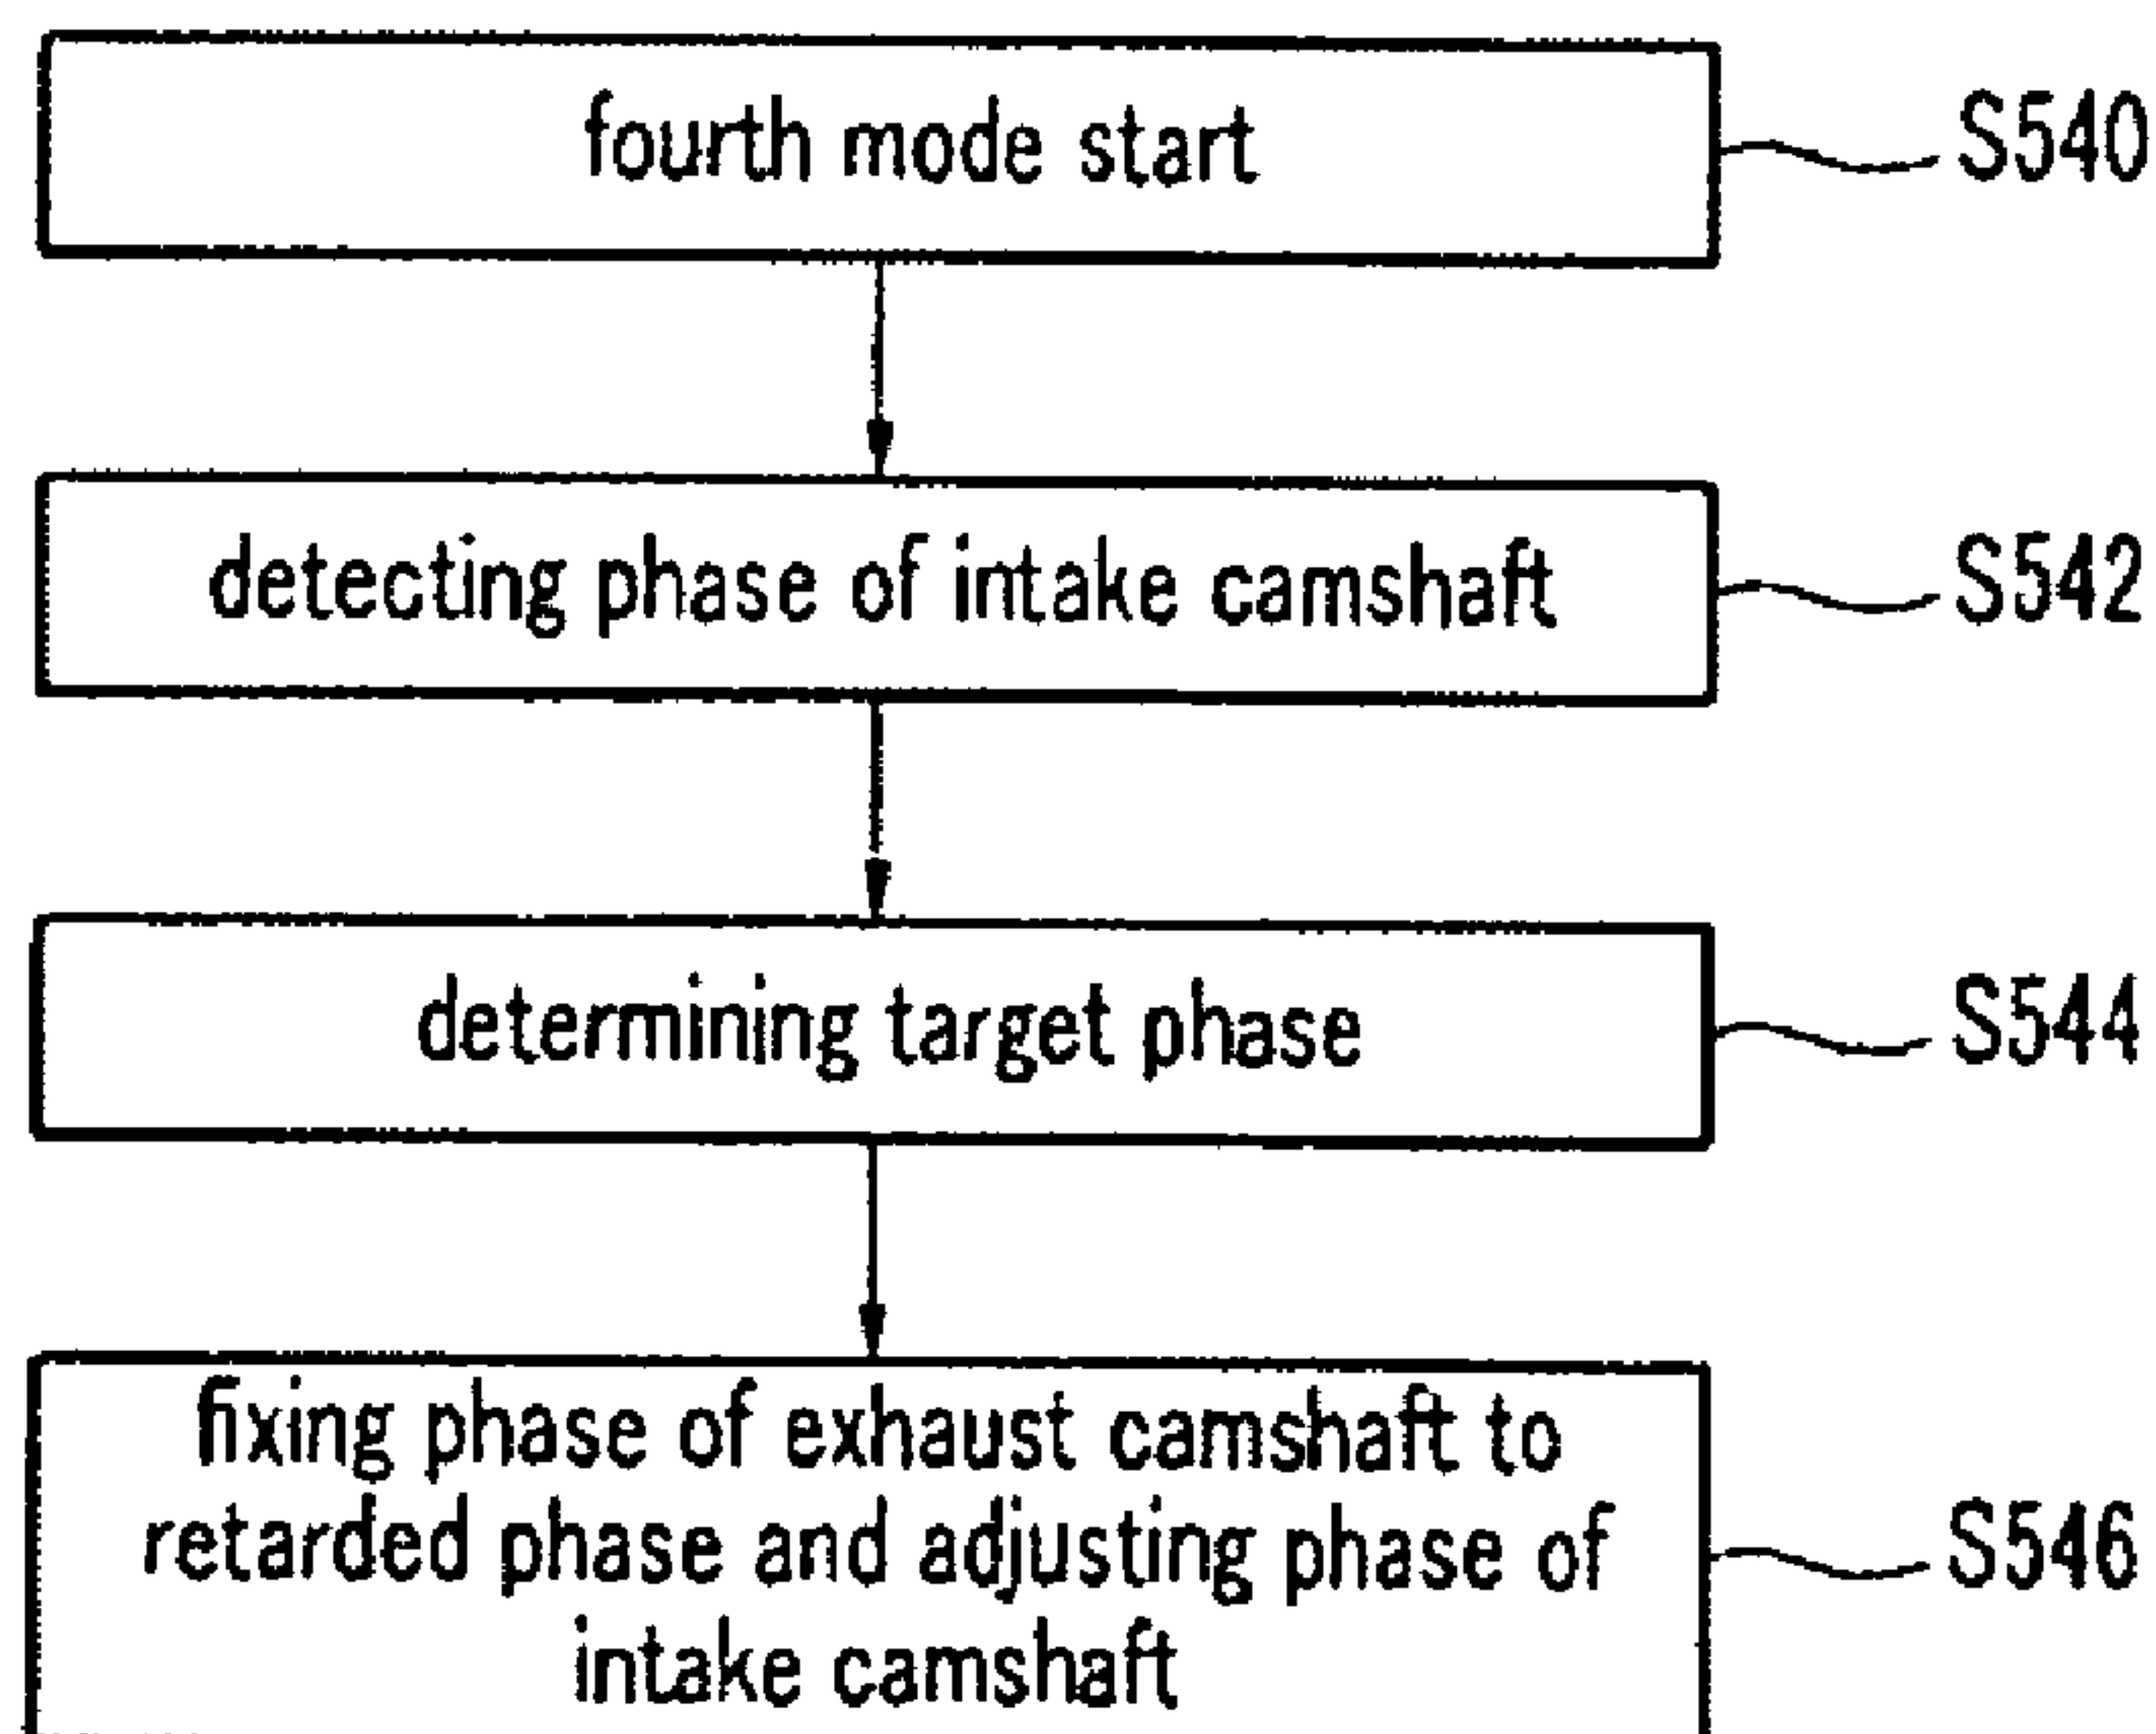 fourth mode start
S540
detecting phase of intake camshaft
S542
determining target phase
S544
fixing phase of exhaust camshaft to
retarded phase and adjusting phase of
intake camshaft
S546